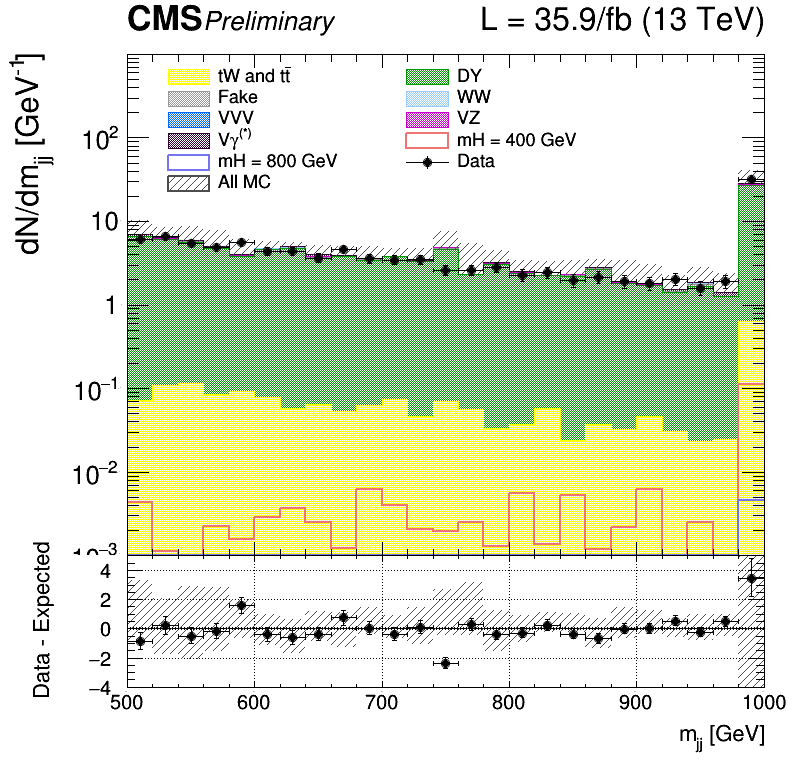 CMS Preliminary L = 35.9/fb (13 TeV)
dN/dm_jj [GeV⁻¹]
tW and tt̄ DY
Fake WW
VVV VZ
Vγ⁽*⁾ mH = 400 GeV
mH = 800 GeV Data
All MC
10²
10
1
10⁻¹
10⁻²
10⁻³
Data - Expected
4
2
0
−2
−4
500 600 700 800 900 1000
m_jj [GeV]